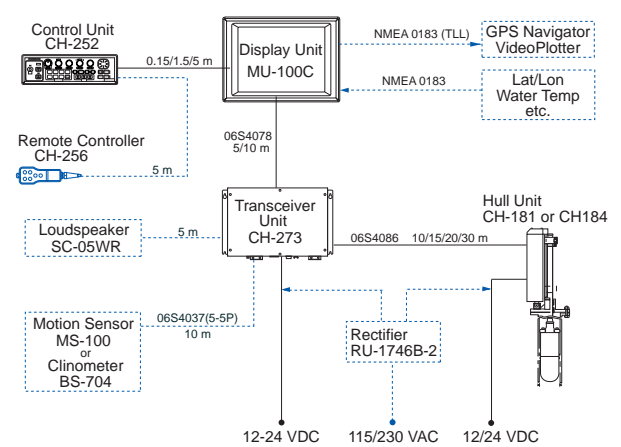 Control Unit
CH-252
0.15/1.5/5 m
Display Unit
MU-100C
NMEA 0183 (TLL)
GPS Navigator
VideoPlotter
NMEA 0183
Lat/Lon
Water Temp
etc.
06S4078
5/10 m
Remote Controller
CH-256
5 m
Transceiver
Unit
CH-273
Hull Unit
CH-181 or CH184
Loudspeaker
SC-05WR
5 m
06S4086 10/15/20/30 m
06S4037(5-5P)
10 m
Motion Sensor
MS-100
or
Clinometer
BS-704
Rectifier
RU-1746B-2
12-24 VDC
115/230 VAC
12/24 VDC